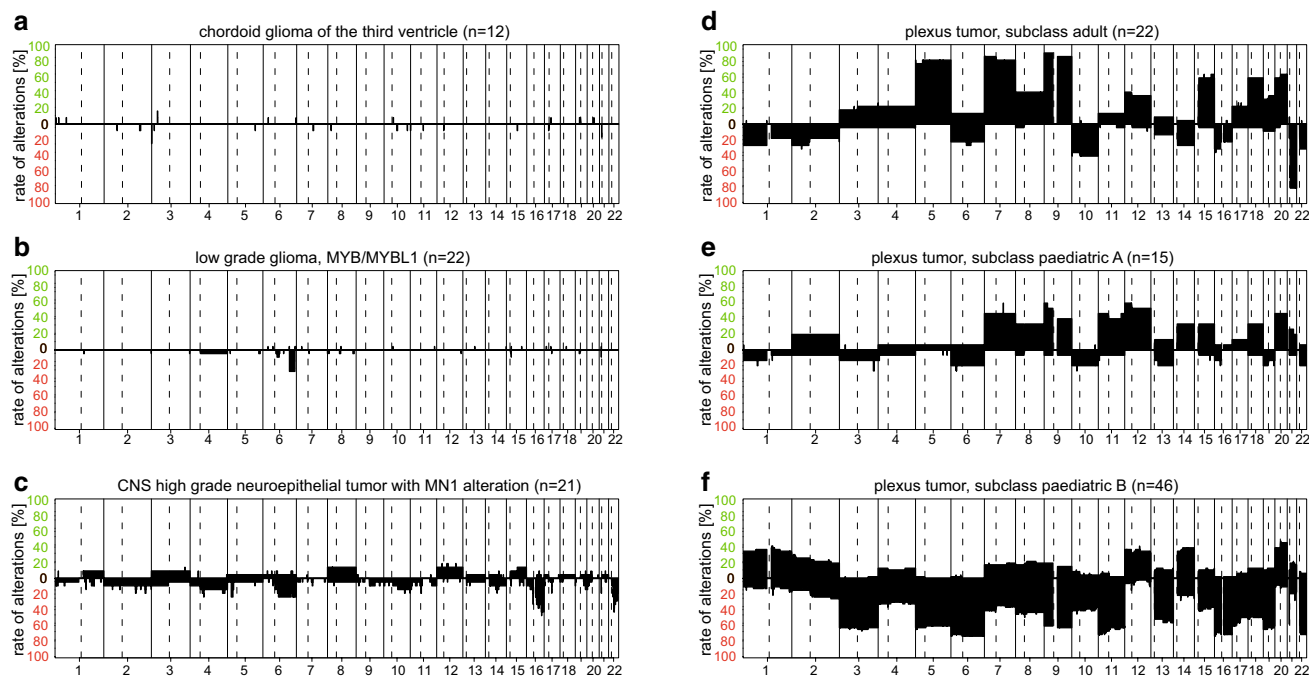 a
chordoid glioma of the third ventricle (n=12)
rate of alterations [%]
100
80
60
40
20
0
20
40
60
80
100
1 2 3 4 5 6 7 8 9 10 11 12 13 14 15 16 17 18 20 22
b
low grade glioma, MYB/MYBL1 (n=22)
rate of alterations [%]
100
80
60
40
20
0
20
40
60
80
100
1 2 3 4 5 6 7 8 9 10 11 12 13 14 15 16 17 18 20 22
c
CNS high grade neuroepithelial tumor with MN1 alteration (n=21)
rate of alterations [%]
100
80
60
40
20
0
20
40
60
80
100
1 2 3 4 5 6 7 8 9 10 11 12 13 14 15 16 17 18 20 22
d
plexus tumor, subclass adult (n=22)
rate of alterations [%]
100
80
60
40
20
0
20
40
60
80
100
1 2 3 4 5 6 7 8 9 10 11 12 13 14 15 16 17 18 20 22
e
plexus tumor, subclass paediatric A (n=15)
rate of alterations [%]
100
80
60
40
20
0
20
40
60
80
100
1 2 3 4 5 6 7 8 9 10 11 12 13 14 15 16 17 18 20 22
f
plexus tumor, subclass paediatric B (n=46)
rate of alterations [%]
100
80
60
40
20
0
20
40
60
80
100
1 2 3 4 5 6 7 8 9 10 11 12 13 14 15 16 17 18 20 22